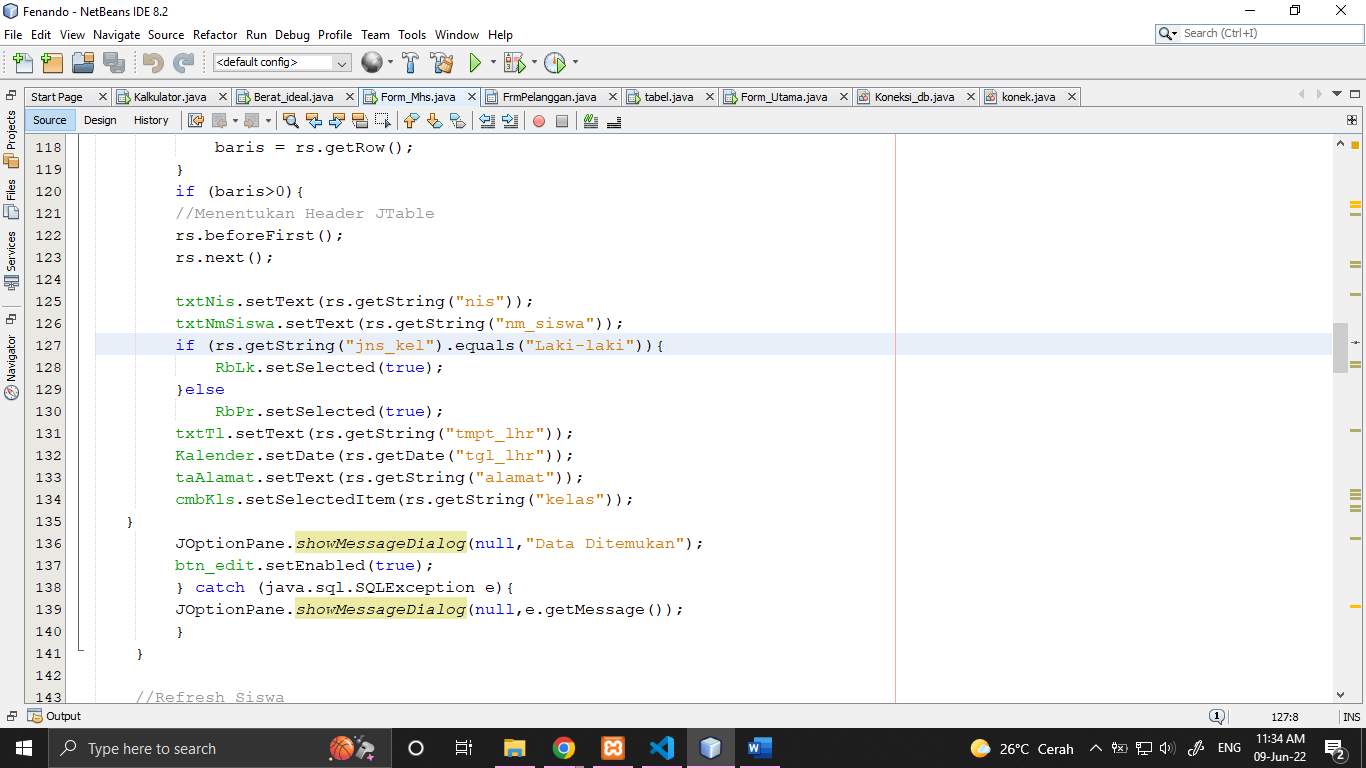 Fenando - NetBeans IDE 8.2
File Edit View Navigate Source Refactor Run Debug Profile Team Tools Window Help
Search (Ctrl+I)
<default config>
Start Page Kalkulator.java Berat_ideal.java Form_Mhs.java FrmPelanggan.java tabel.java Form_Utama.java Koneksi_db.java konek.java
Source Design History
Projects
Files
Services
Navigator
118 baris = rs.getRow();
119 }
120 if (baris>0){
121 //Menentukan Header JTable
122 rs.beforeFirst();
123 rs.next();
124
125 txtNis.setText(rs.getString("nis"));
126 txtNmSiswa.setText(rs.getString("nm_siswa"));
127 if (rs.getString("jns_kel").equals("Laki-laki")){
128 RbLk.setSelected(true);
129 }else
130 RbPr.setSelected(true);
131 txtTl.setText(rs.getString("tmpt_lhr"));
132 Kalender.setDate(rs.getDate("tgl_lhr"));
133 taAlamat.setText(rs.getString("alamat"));
134 cmbKls.setSelectedItem(rs.getString("kelas"));
135 }
136 JOptionPane.showMessageDialog(null,"Data Ditemukan");
137 btn_edit.setEnabled(true);
138 } catch (java.sql.SQLException e){
139 JOptionPane.showMessageDialog(null,e.getMessage());
140 }
141 }
142
143 //Refresh Siswa
Output
1
127:8
INS
Type here to search
26°C Cerah
ENG
11:34 AM
09-Jun-22
2